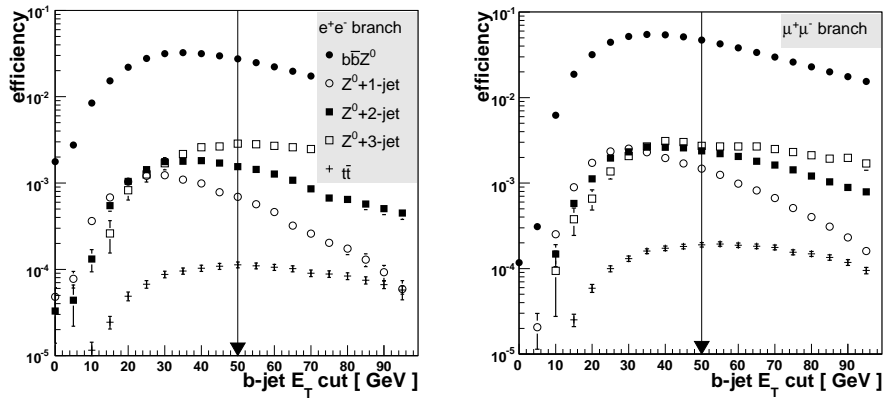 efficiency
10⁻¹
10⁻²
10⁻³
10⁻⁴
10⁻⁵
e⁺e⁻ branch
bb̄Z⁰
Z⁰+1-jet
Z⁰+2-jet
Z⁰+3-jet
tt̄
0 10 20 30 40 50 60 70 80 90
b-jet E_T cut [ GeV ]
efficiency
10⁻¹
10⁻²
10⁻³
10⁻⁴
10⁻⁵
μ⁺μ⁻ branch
0 10 20 30 40 50 60 70 80 90
b-jet E_T cut [ GeV ]